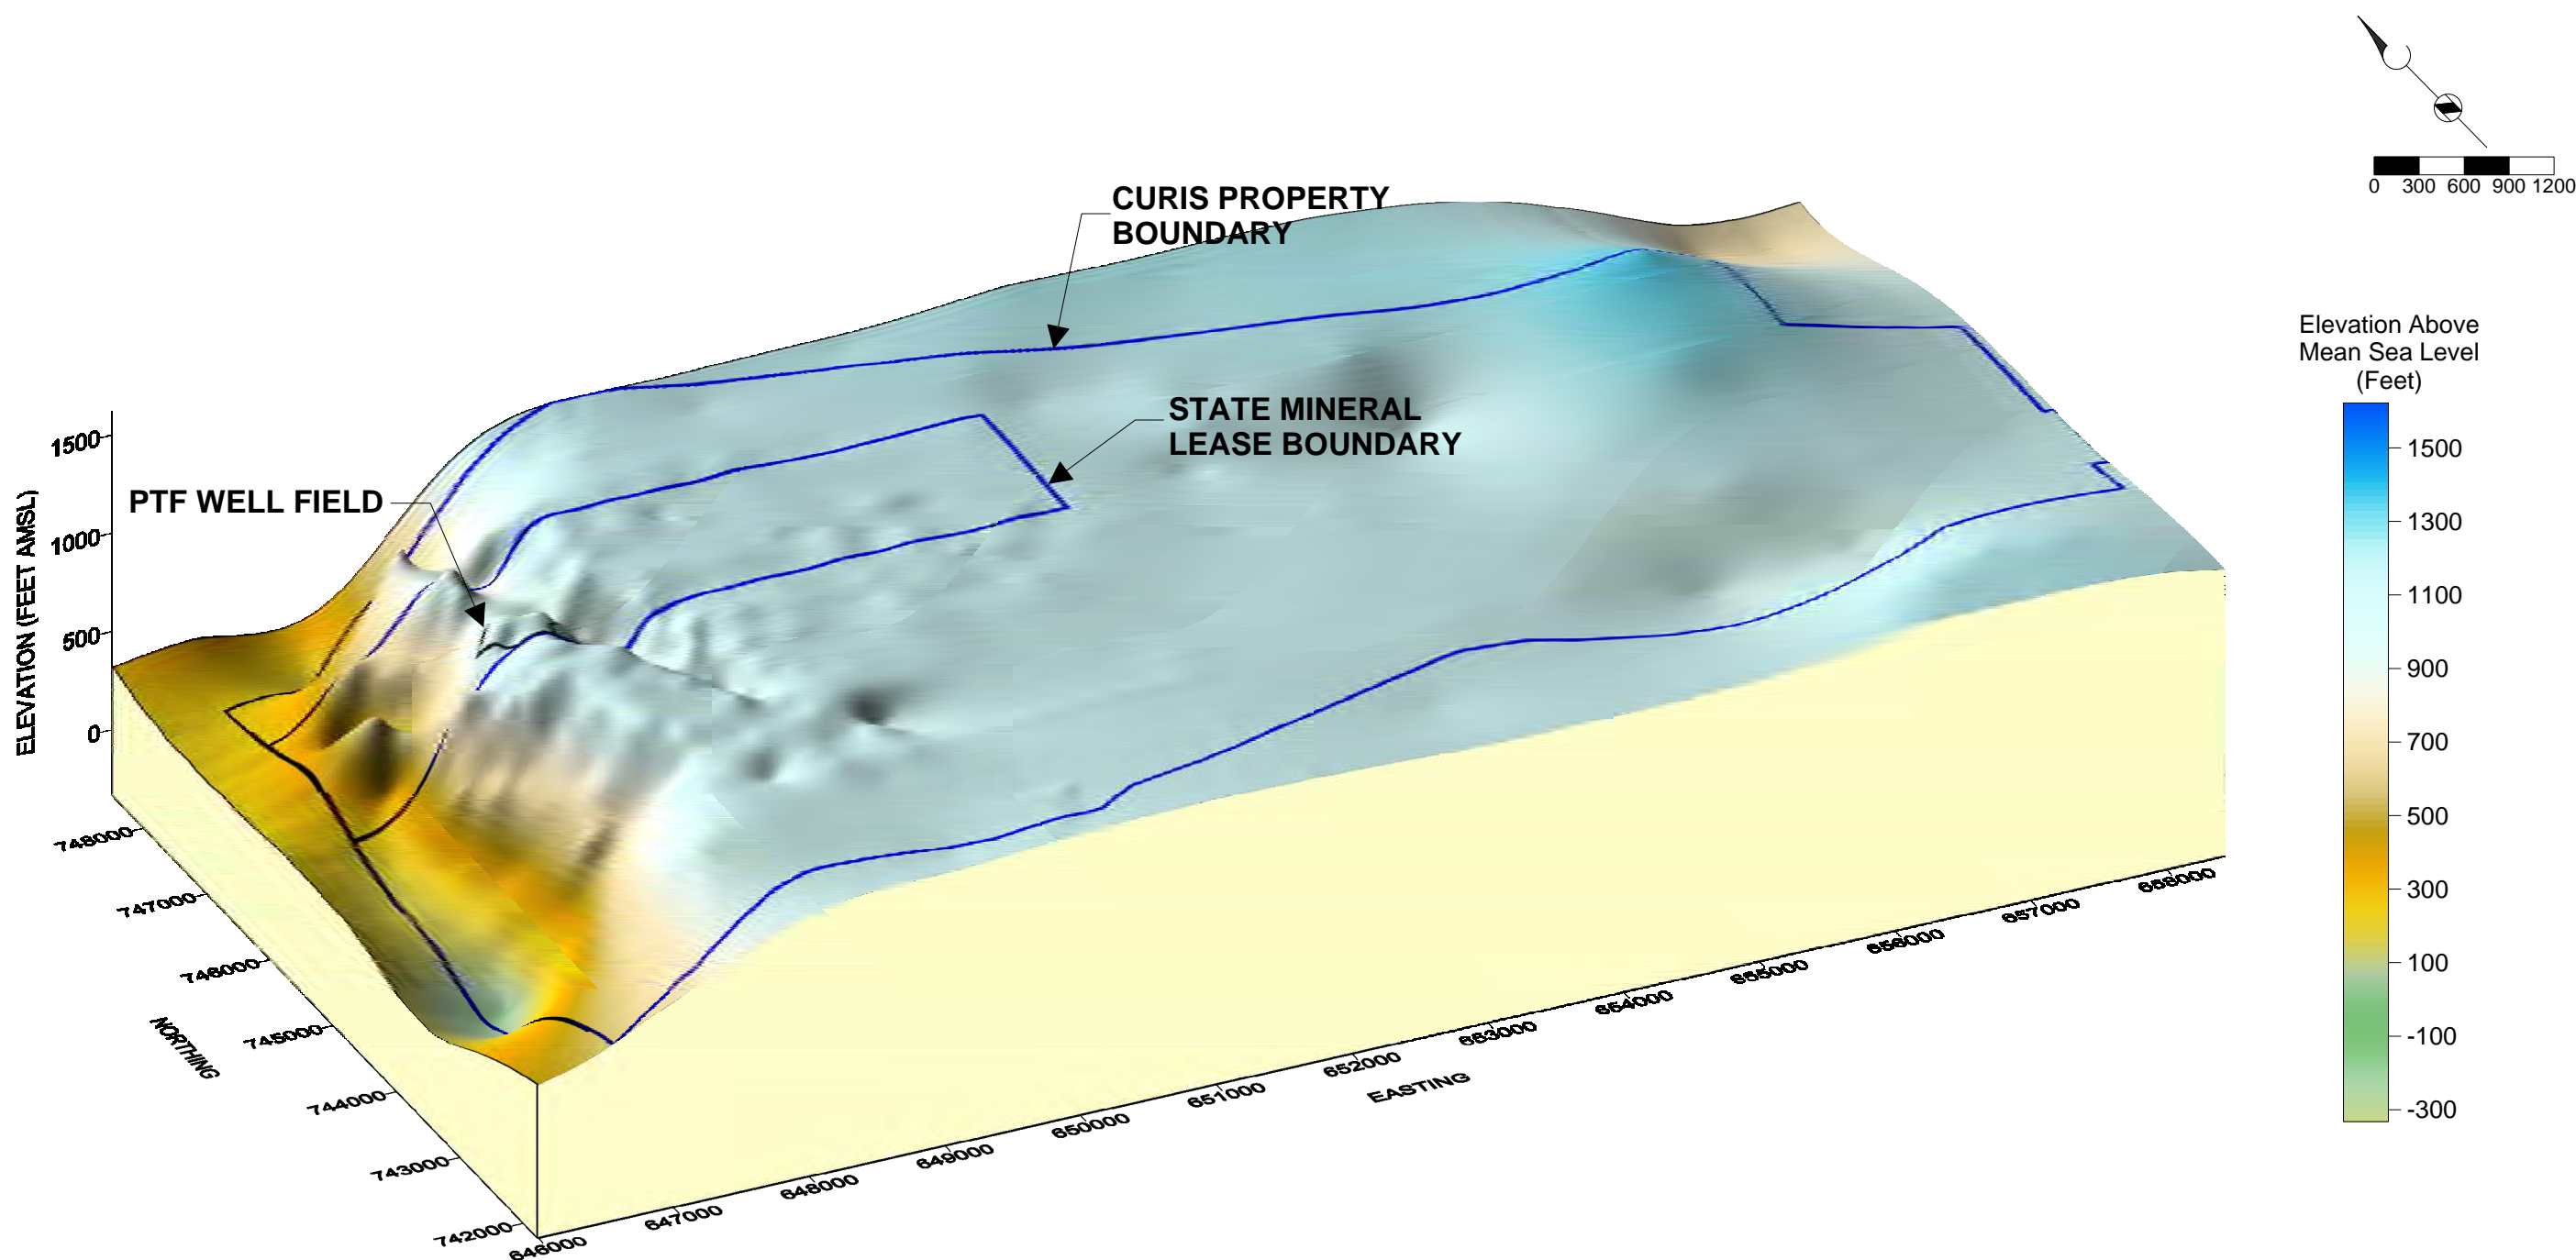 0 300 600 900 1200
CURIS PROPERTY
BOUNDARY
STATE MINERAL
LEASE BOUNDARY
PTF WELL FIELD
Elevation Above
Mean Sea Level
(Feet)
1500
1300
1100
900
700
500
300
100
-100
-300
ELEVATION (FEET AMSL)
1500
1000
500
0
748000
747000
746000
745000
744000
743000
742000
NORTHING
646000
647000
648000
649000
650000
651000
652000
653000
654000
655000
656000
657000
658000
EASTING